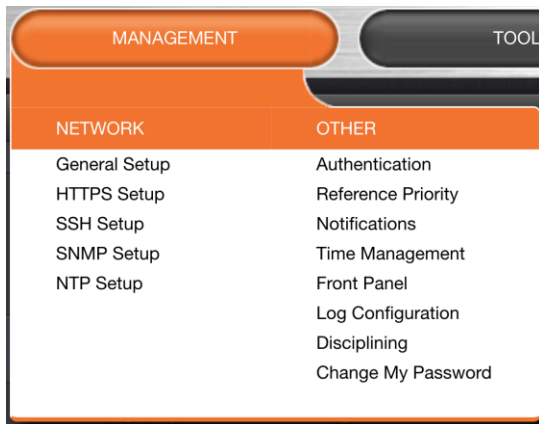 MANAGEMENT
TOOL
NETWORK
General Setup
HTTPS Setup
SSH Setup
SNMP Setup
NTP Setup
OTHER
Authentication
Reference Priority
Notifications
Time Management
Front Panel
Log Configuration
Disciplining
Change My Password